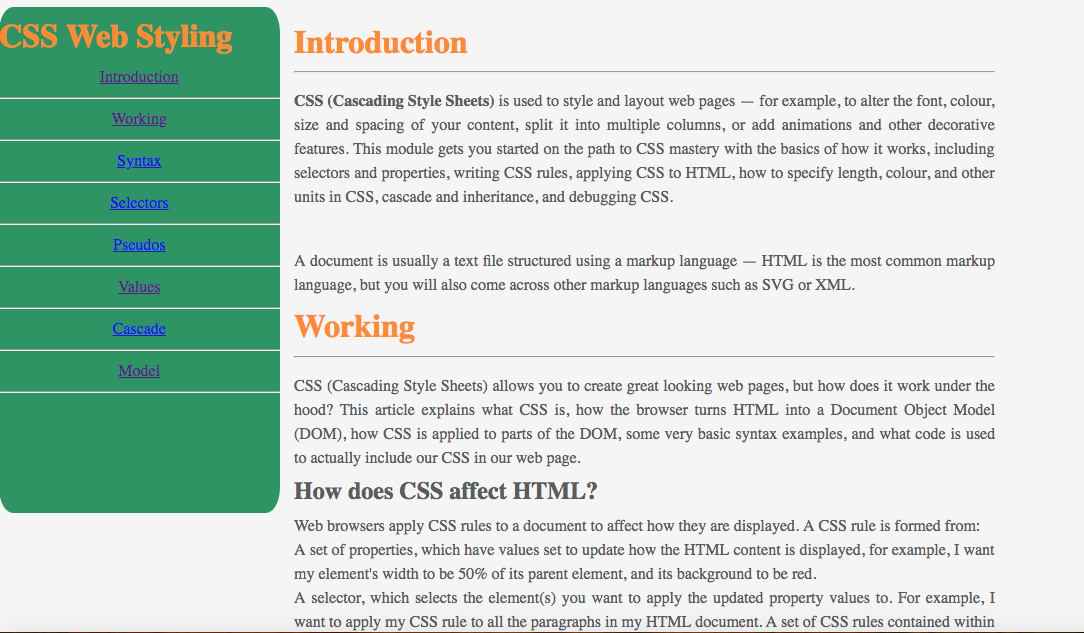 CSS Web Styling
Introduction
Working
Syntax
Selectors
Pseudos
Values
Cascade
Model
Introduction
CSS (Cascading Style Sheets) is used to style and layout web pages — for example, to alter the font, colour,
size and spacing of your content, split it into multiple columns, or add animations and other decorative
features. This module gets you started on the path to CSS mastery with the basics of how it works, including
selectors and properties, writing CSS rules, applying CSS to HTML, how to specify length, colour, and other
units in CSS, cascade and inheritance, and debugging CSS.
A document is usually a text file structured using a markup language — HTML is the most common markup
language, but you will also come across other markup languages such as SVG or XML.
Working
CSS (Cascading Style Sheets) allows you to create great looking web pages, but how does it work under the
hood? This article explains what CSS is, how the browser turns HTML into a Document Object Model
(DOM), how CSS is applied to parts of the DOM, some very basic syntax examples, and what code is used
to actually include our CSS in our web page.
How does CSS affect HTML?
Web browsers apply CSS rules to a document to affect how they are displayed. A CSS rule is formed from:
A set of properties, which have values set to update how the HTML content is displayed, for example, I want
my element's width to be 50% of its parent element, and its background to be red.
A selector, which selects the element(s) you want to apply the updated property values to. For example, I
want to apply my CSS rule to all the paragraphs in my HTML document. A set of CSS rules contained within